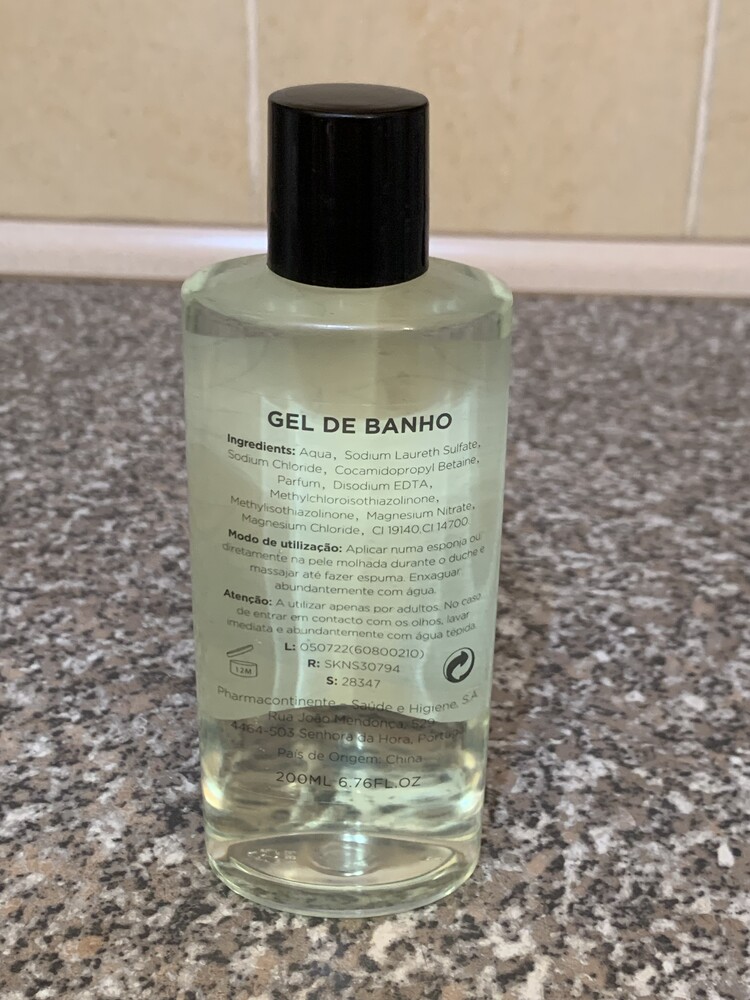 GEL DE BANHO
Ingredients: Aqua, Sodium Laureth Sulfate,
Sodium Chloride, Cocamidopropyl Betaine,
Parfum, Disodium EDTA,
Methylchloroisothiazolinone,
Methylisothiazolinone, Magnesium Nitrate,
Magnesium Chloride, CI 19140,CI 14700
Modo de utilização: Aplicar numa esponja ou
diretamente na pele molhada durante o duche e
massajar até fazer espuma. Enxaguar
abundantemente com água.
Atenção: A utilizar apenas por adultos. No caso
de entrar em contacto com os olhos, lavar
imediata e abundantemente com água tépida.
L: 050722(60800210)
R: SKNS30794
12M
S: 28347
Pharmacontinente - Saúde e Higiene, S.A
Rua João Mendonça, 529
4464-503 Senhora da Hora, Portugal
País de Origem: China
200ML 6.76FL.OZ